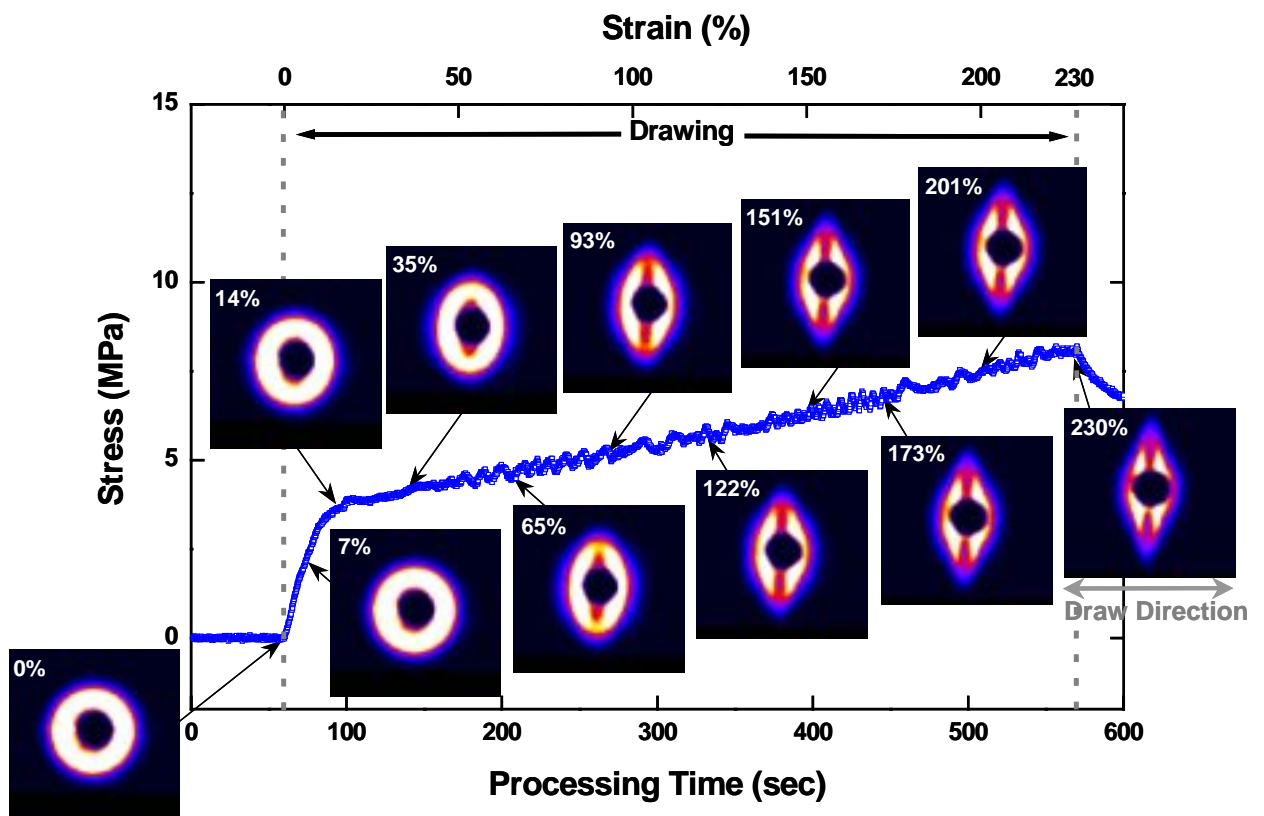 Strain (%)
0 50 100 150 200 230
15
Drawing
201%
151%
93%
35%
14%
10
Stress (MPa)
5
230%
173%
122%
65%
7%
Draw Direction
0
0%
0 100 200 300 400 500 600
Processing Time (sec)